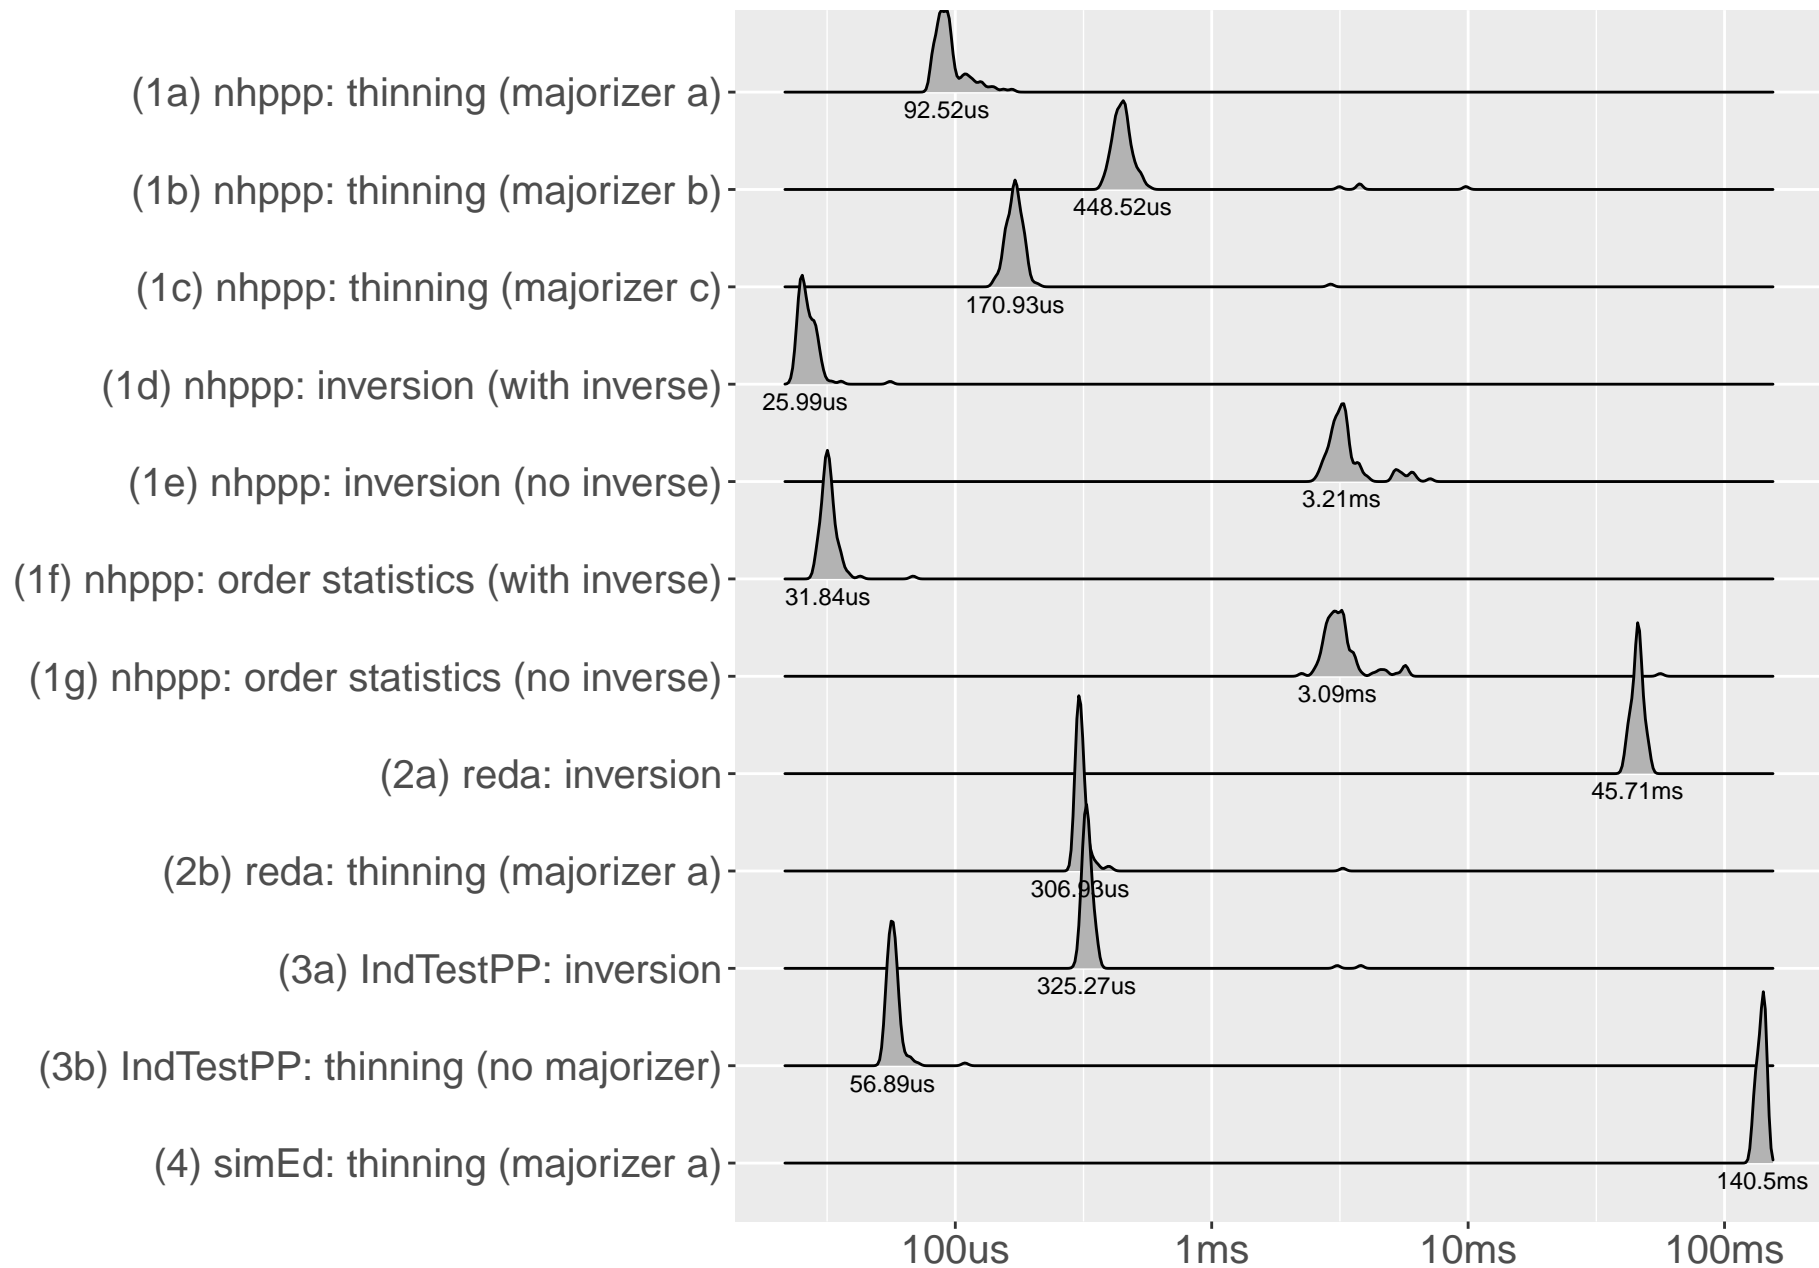 (1a) nhppp: thinning (majorizer a)
92.52us
(1b) nhppp: thinning (majorizer b)
448.52us
(1c) nhppp: thinning (majorizer c)
170.93us
(1d) nhppp: inversion (with inverse)
25.99us
(1e) nhppp: inversion (no inverse)
3.21ms
(1f) nhppp: order statistics (with inverse)
31.84us
(1g) nhppp: order statistics (no inverse)
3.09ms
(2a) reda: inversion
45.71ms
(2b) reda: thinning (majorizer a)
306.93us
(3a) IndTestPP: inversion
325.27us
(3b) IndTestPP: thinning (no majorizer)
56.89us
(4) simEd: thinning (majorizer a)
140.5ms
100us 1ms 10ms 100ms